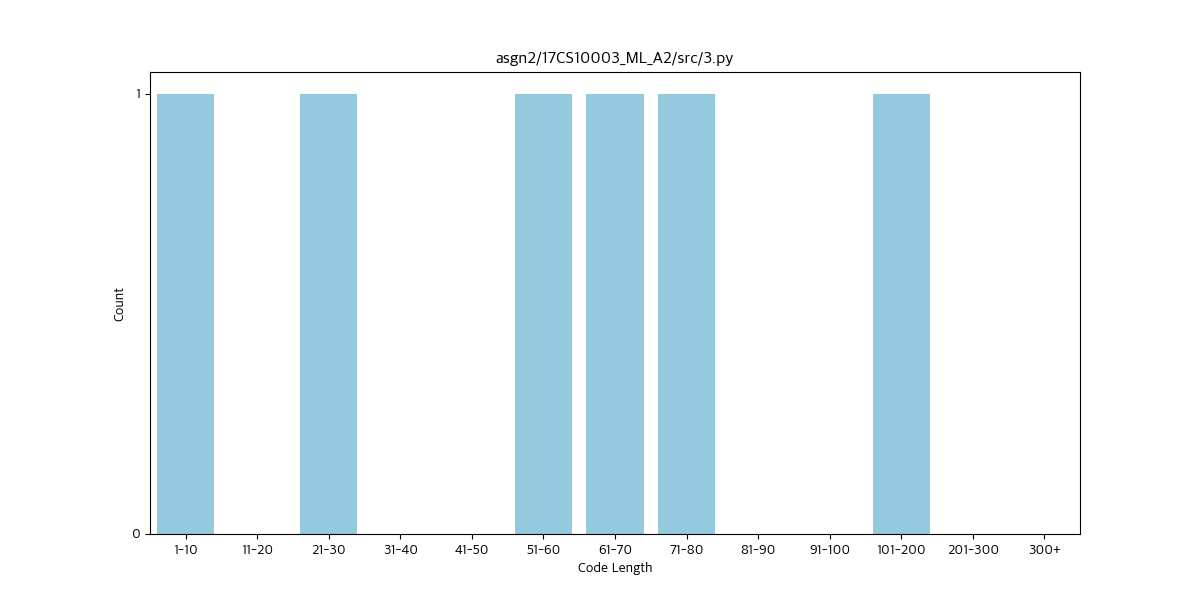 asgn2/17CS10003_ML_A2/src/3.py
1
Count
0
1-10 11-20 21-30 31-40 41-50 51-60 61-70 71-80 81-90 91-100 101-200 201-300 300+
Code Length